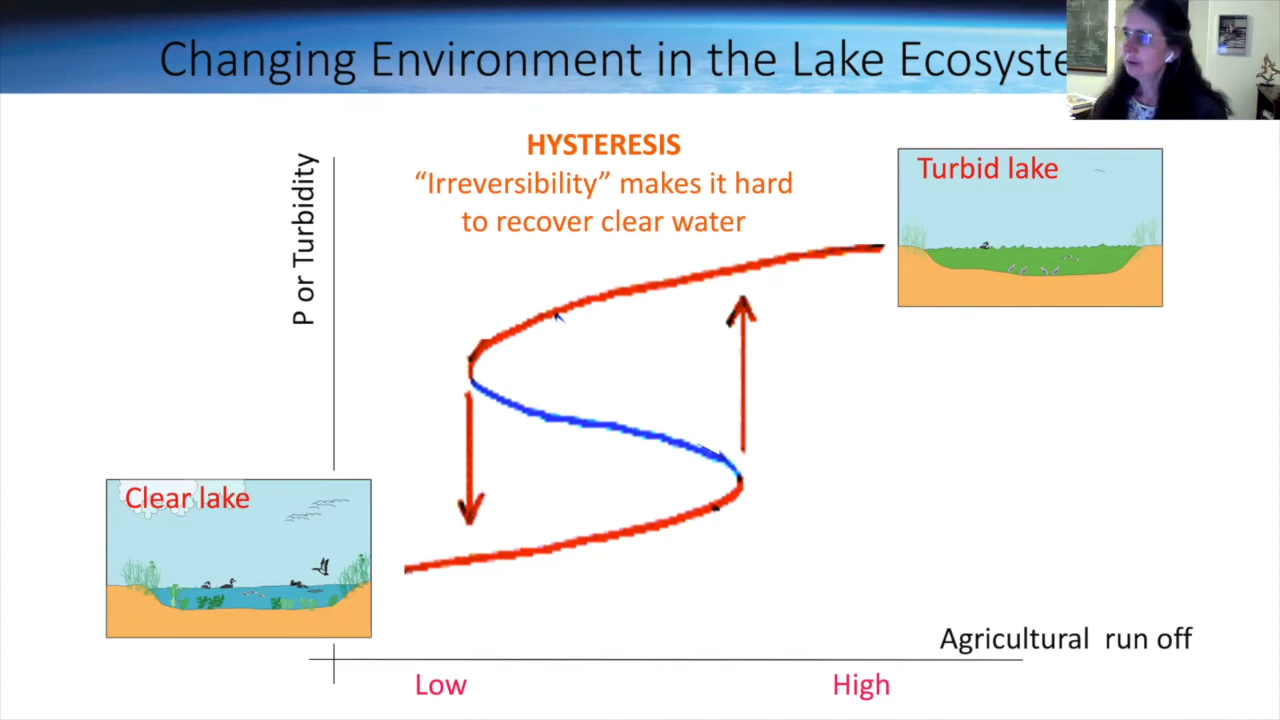 Changing Environment in the Lake Ecosyste
HYSTERESIS
“Irreversibility” makes it hard
to recover clear water
P or Turbidity
Turbid lake
Clear lake
Agricultural run off
Low
High